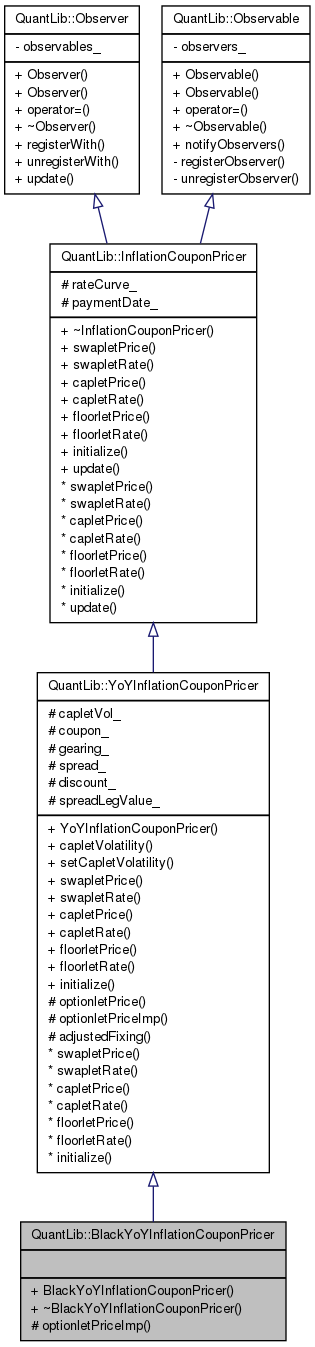 QuantLib::Observer
- observables_
+ Observer()
+ Observer()
+ operator=()
+ ~Observer()
+ registerWith()
+ unregisterWith()
+ update()
QuantLib::Observable
- observers_
+ Observable()
+ Observable()
+ operator=()
+ ~Observable()
+ notifyObservers()
- registerObserver()
- unregisterObserver()
QuantLib::InflationCouponPricer
# rateCurve_
# paymentDate_
+ ~InflationCouponPricer()
+ swapletPrice()
+ swapletRate()
+ capletPrice()
+ capletRate()
+ floorletPrice()
+ floorletRate()
+ initialize()
+ update()
* swapletPrice()
* swapletRate()
* capletPrice()
* capletRate()
* floorletPrice()
* floorletRate()
* initialize()
* update()
QuantLib::YoYInflationCouponPricer
# capletVol_
# coupon_
# gearing_
# spread_
# discount_
# spreadLegValue_
+ YoYInflationCouponPricer()
+ capletVolatility()
+ setCapletVolatility()
+ swapletPrice()
+ swapletRate()
+ capletPrice()
+ capletRate()
+ floorletPrice()
+ floorletRate()
+ initialize()
# optionletPrice()
# optionletPriceImp()
# adjustedFixing()
* swapletPrice()
* swapletRate()
* capletPrice()
* capletRate()
* floorletPrice()
* floorletRate()
* initialize()
QuantLib::BlackYoYInflationCouponPricer
+ BlackYoYInflationCouponPricer()
+ ~BlackYoYInflationCouponPricer()
# optionletPriceImp()